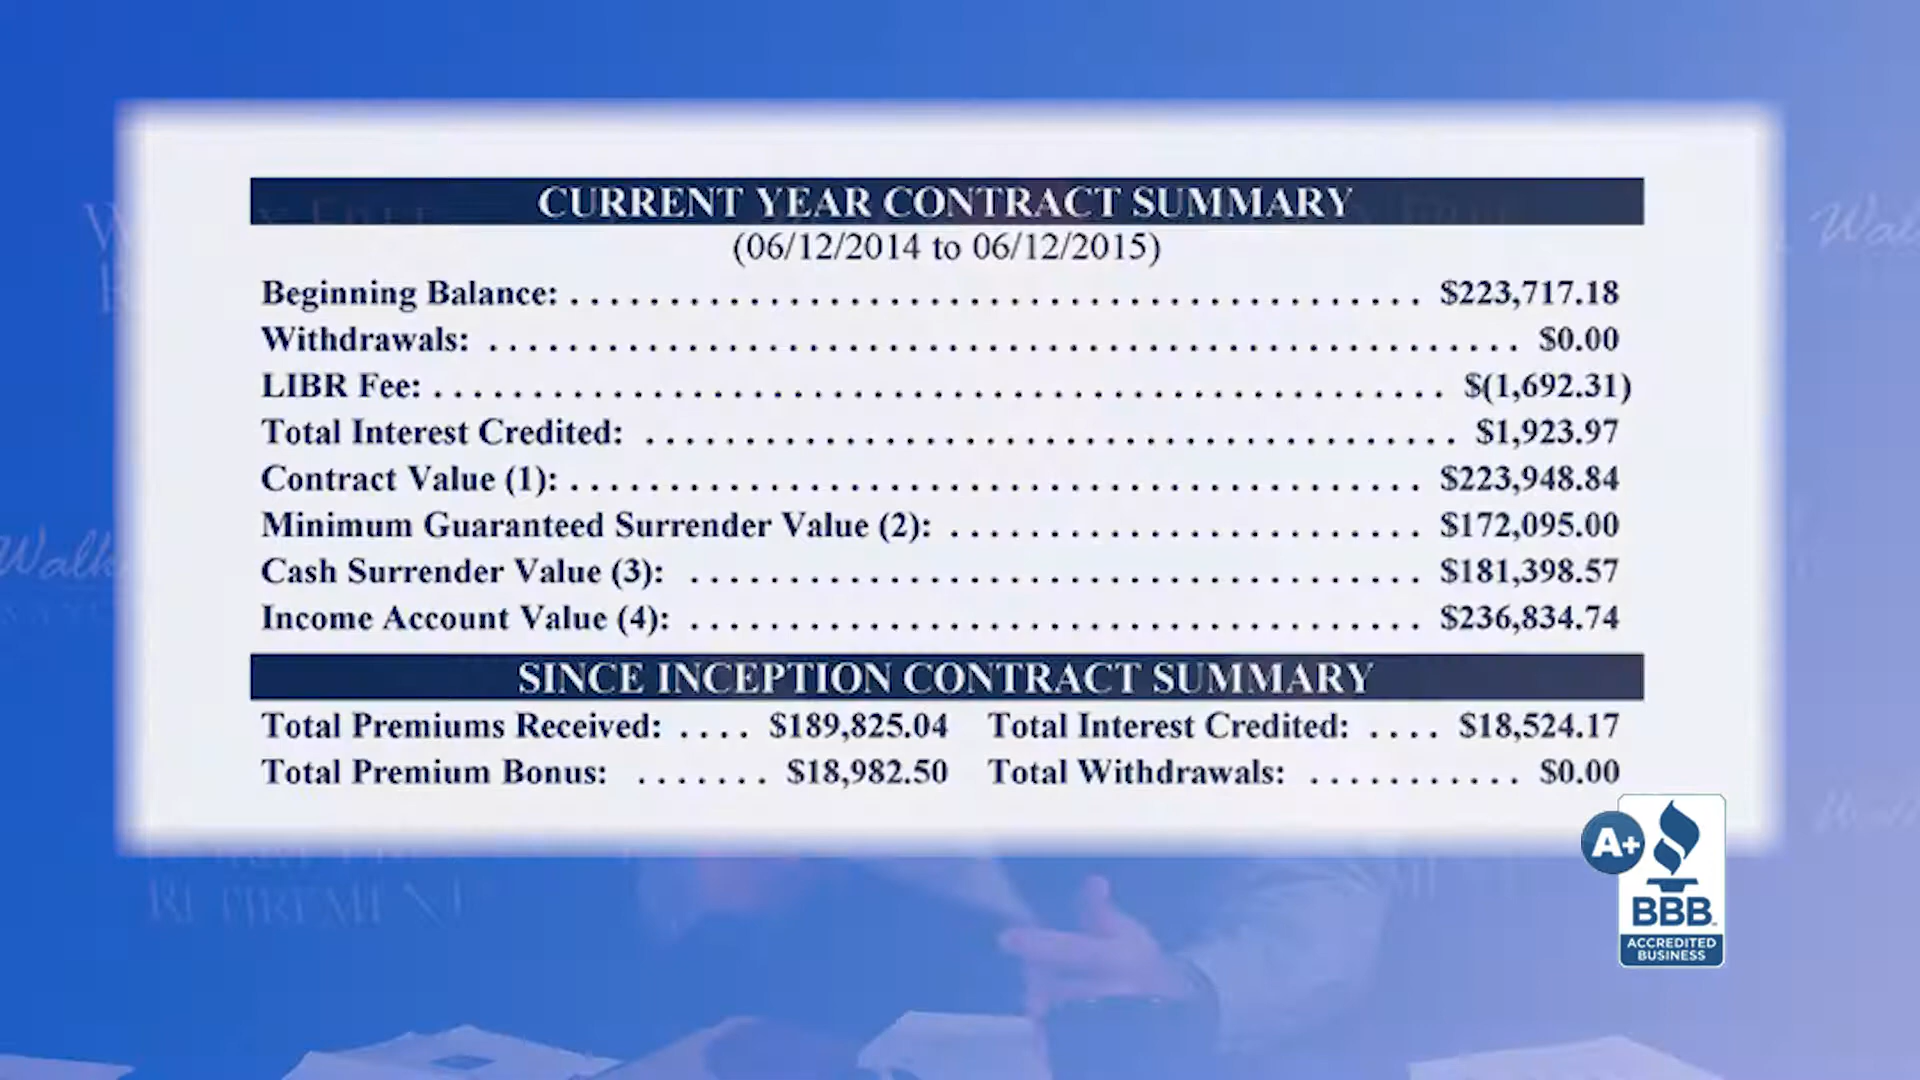 CURRENT YEAR CONTRACT SUMMARY
(06/12/2014 to 06/12/2015)
Beginning Balance: . . . . . . . . . . . . . . . . . . . . . . . . . . . . . . . . . . . . . . . . . . . $223,717.18
Withdrawals: . . . . . . . . . . . . . . . . . . . . . . . . . . . . . . . . . . . . . . . . . . . . . . . . . . . . $0.00
LIBR Fee: . . . . . . . . . . . . . . . . . . . . . . . . . . . . . . . . . . . . . . . . . . . . . . . . . . . $(1,692.31)
Total Interest Credited: . . . . . . . . . . . . . . . . . . . . . . . . . . . . . . . . . . . . . . . . . $1,923.97
Contract Value (1): . . . . . . . . . . . . . . . . . . . . . . . . . . . . . . . . . . . . . . . . . . . $223,948.84
Minimum Guaranteed Surrender Value (2): . . . . . . . . . . . . . . . . . . . . . . . . $172,095.00
Cash Surrender Value (3): . . . . . . . . . . . . . . . . . . . . . . . . . . . . . . . . . . . . . $181,398.57
Income Account Value (4): . . . . . . . . . . . . . . . . . . . . . . . . . . . . . . . . . . . . . $236,834.74
SINCE INCEPTION CONTRACT SUMMARY
Total Premiums Received: . . . . $189,825.04 Total Interest Credited: . . . . $18,524.17
Total Premium Bonus: . . . . . . . $18,982.50 Total Withdrawals: . . . . . . . . . . . $0.00
A+
BBB
ACCREDITED
BUSINESS
RETIREMENT